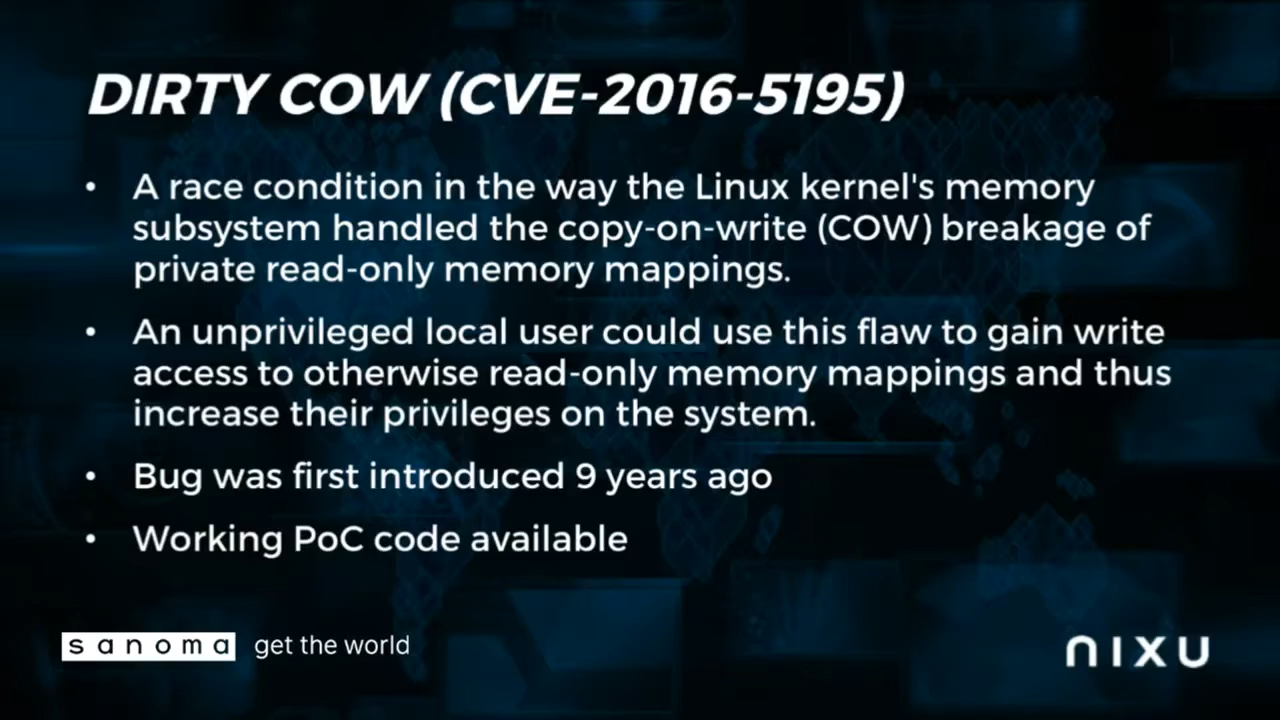 DIRTY COW (CVE-2016-5195)
• A race condition in the way the Linux kernel's memory
subsystem handled the copy-on-write (COW) breakage of
private read-only memory mappings.
• An unprivileged local user could use this flaw to gain write
access to otherwise read-only memory mappings and thus
increase their privileges on the system.
• Bug was first introduced 9 years ago
• Working PoC code available
sanoma get the world
nixu